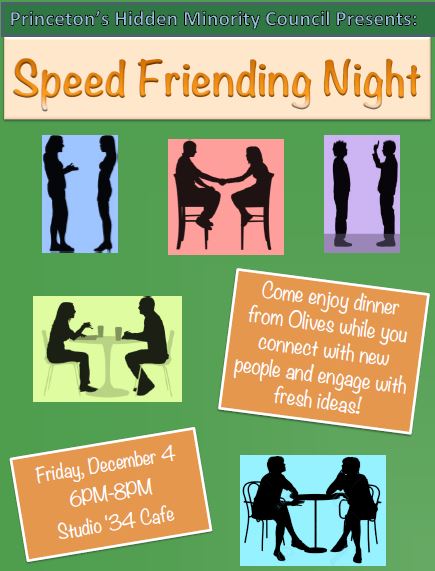 Princeton's Hidden Minority Council Presents:
Speed Friending Night
Come enjoy dinner
from Olives while you
connect with new
people and engage with
fresh ideas!
Friday, December 4
6PM-8PM
Studio '34 Cafe